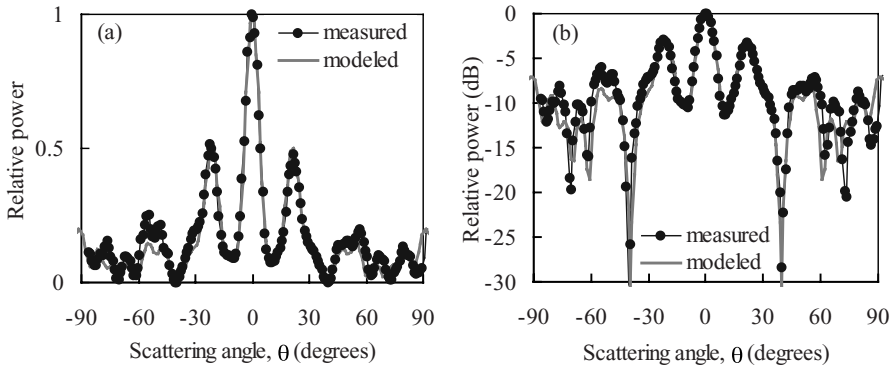 (a)
measured
modeled
Relative power
1
0.5
0
-90 -60 -30 0 30 60 90
Scattering angle, θ (degrees)
(b)
measured
modeled
Relative power (dB)
0
-5
-10
-15
-20
-25
-30
-90 -60 -30 0 30 60 90
Scattering angle, θ (degrees)